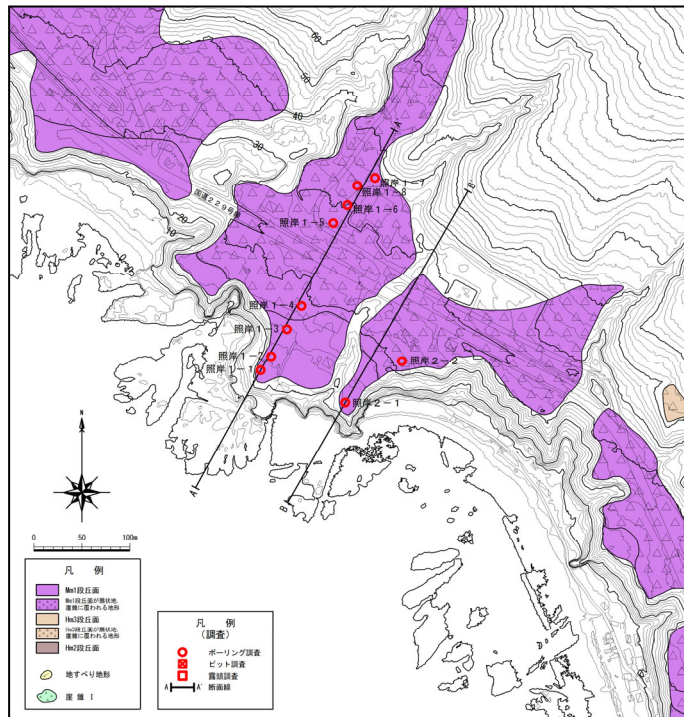 60
50
40
30
20
10
国道229号線
A'
照岸1-7
照岸1-8
B'
照岸1-6
照岸1-5
照岸1-4
照岸1-3
照岸1-2
照岸1-1
照岸2-2
照岸2-1
A
B
N
0 50 100m
凡 例
Mm1段丘面
Mm1段丘面が扇状地、
崖錐に覆われる地形
Hm3段丘面
Hm3段丘面が扇状地、
崖錐に覆われる地形
Hm2段丘面
地すべり地形
崖錐 I
凡 例
(調査)
ボーリング調査
ピット調査
露頭調査
A A' 断面線